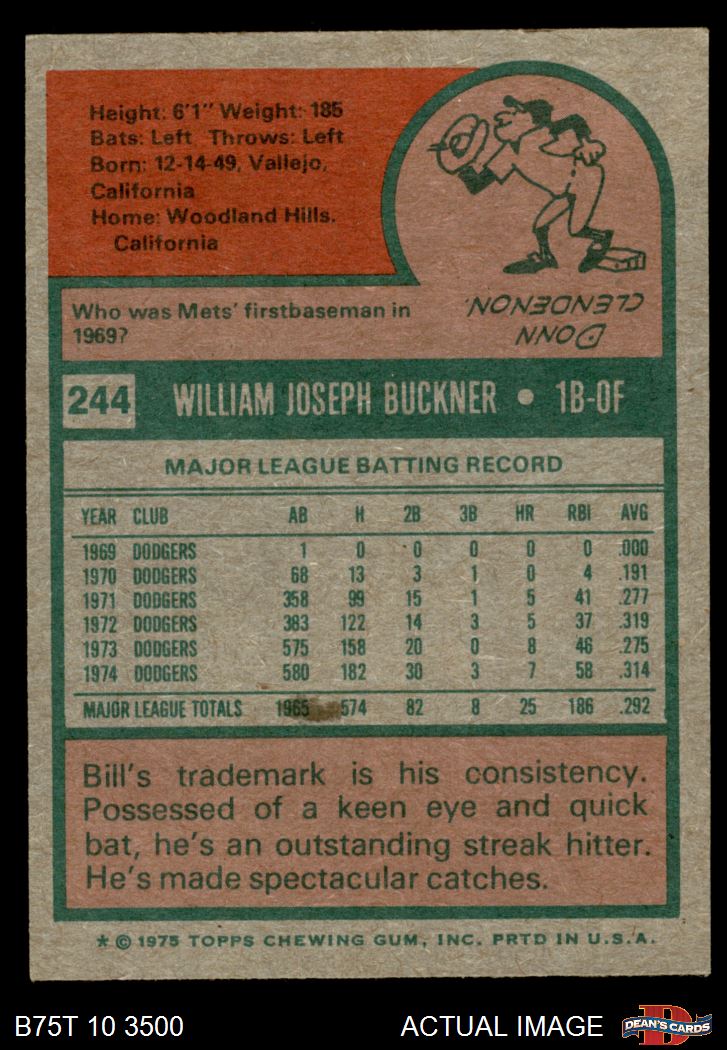 Height: 6'1" Weight: 185
Bats: Left Throws: Left
Born: 12-14-49, Vallejo,
California
Home: Woodland Hills.
California
Who was Mets' firstbaseman in
1969?
DONN
CLENDENON.
244 WILLIAM JOSEPH BUCKNER • 1B-OF
MAJOR LEAGUE BATTING RECORD
YEAR CLUB AB H 2B 3B HR RBI AVG
1969 DODGERS 1 0 0 0 0 0 .000
1970 DODGERS 68 13 3 1 0 4 .191
1971 DODGERS 358 99 15 1 5 41 .277
1972 DODGERS 383 122 14 3 5 37 .319
1973 DODGERS 575 158 20 0 8 46 .275
1974 DODGERS 580 182 30 3 7 58 .314
MAJOR LEAGUE TOTALS 1965 574 82 8 25 186 .292
Bill's trademark is his consistency.
Possessed of a keen eye and quick
bat, he's an outstanding streak hitter.
He's made spectacular catches.
* © 1975 TOPPS CHEWING GUM, INC. PRTD IN U.S.A.
B75T 10 3500 ACTUAL IMAGE D DEAN'S CARDS